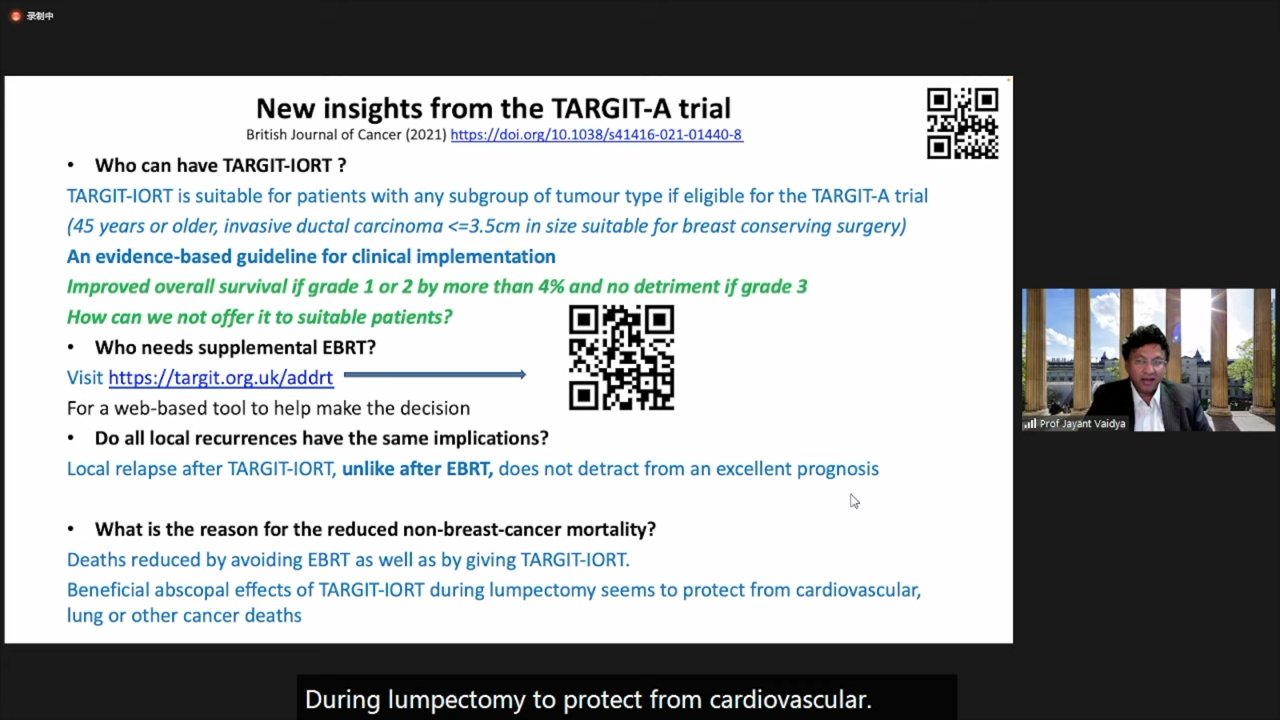 录制中
New insights from the TARGIT-A trial
British Journal of Cancer (2021) https://doi.org/10.1038/s41416-021-01440-8
• Who can have TARGIT-IORT ?
TARGIT-IORT is suitable for patients with any subgroup of tumour type if eligible for the TARGIT-A trial
(45 years or older, invasive ductal carcinoma <=3.5cm in size suitable for breast conserving surgery)
An evidence-based guideline for clinical implementation
Improved overall survival if grade 1 or 2 by more than 4% and no detriment if grade 3
How can we not offer it to suitable patients?
• Who needs supplemental EBRT?
Visit https://targit.org.uk/addrt
For a web-based tool to help make the decision
• Do all local recurrences have the same implications?
Local relapse after TARGIT-IORT, unlike after EBRT, does not detract from an excellent prognosis
• What is the reason for the reduced non-breast-cancer mortality?
Deaths reduced by avoiding EBRT as well as by giving TARGIT-IORT.
Beneficial abscopal effects of TARGIT-IORT during lumpectomy seems to protect from cardiovascular,
lung or other cancer deaths
Prof Jayant Vaidya
During lumpectomy to protect from cardiovascular.